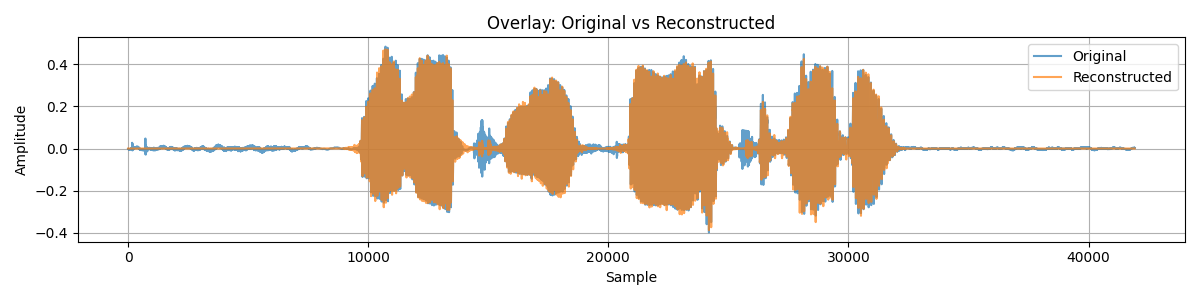 Overlay: Original vs Reconstructed
Original
Reconstructed
Amplitude
0.4
0.2
0.0
−0.2
−0.4
0
10000
20000
30000
40000
Sample